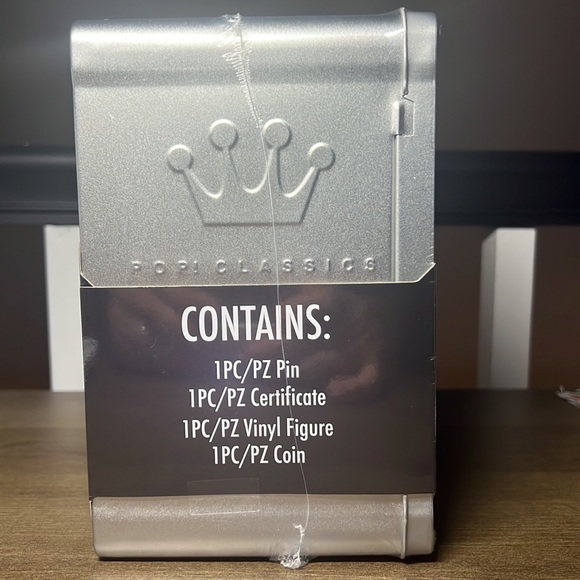 POP! CLASSICS
CONTAINS:
1PC/PZ Pin
1PC/PZ Certificate
1PC/PZ Vinyl Figure
1PC/PZ Coin